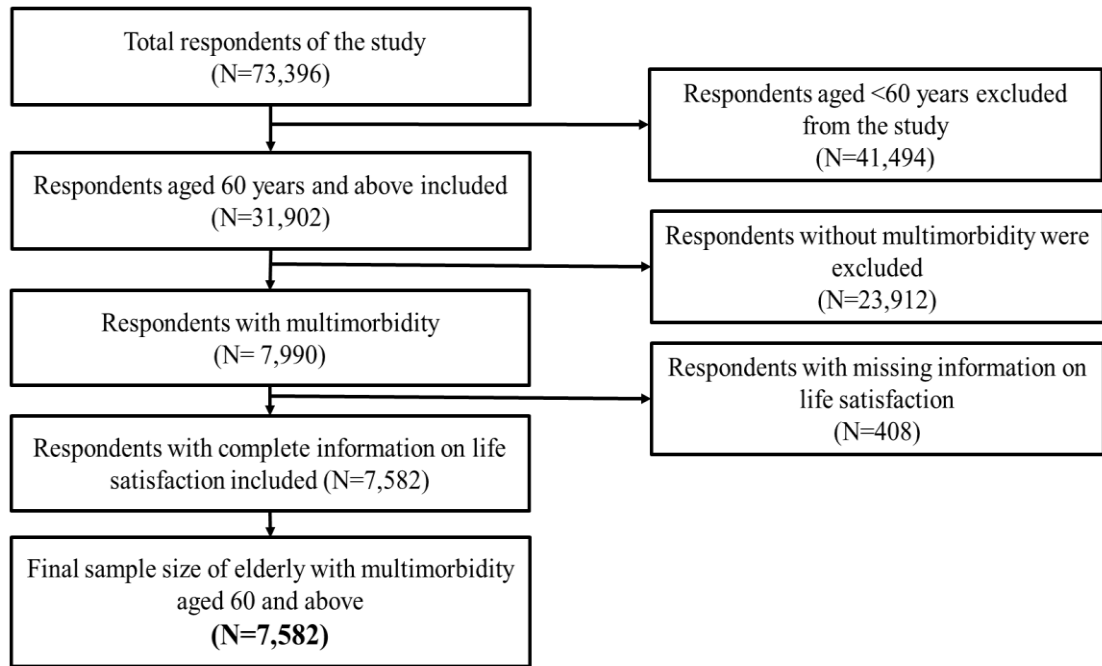 Total respondents of the study
(N=73,396)
Respondents aged <60 years excluded
from the study
(N=41,494)
Respondents aged 60 years and above included
(N=31,902)
Respondents without multimorbidity were
excluded
(N=23,912)
Respondents with multimorbidity
(N= 7,990)
Respondents with missing information on
life satisfaction
(N=408)
Respondents with complete information on life
satisfaction included (N=7,582)
Final sample size of elderly with multimorbidity
aged 60 and above
(N=7,582)